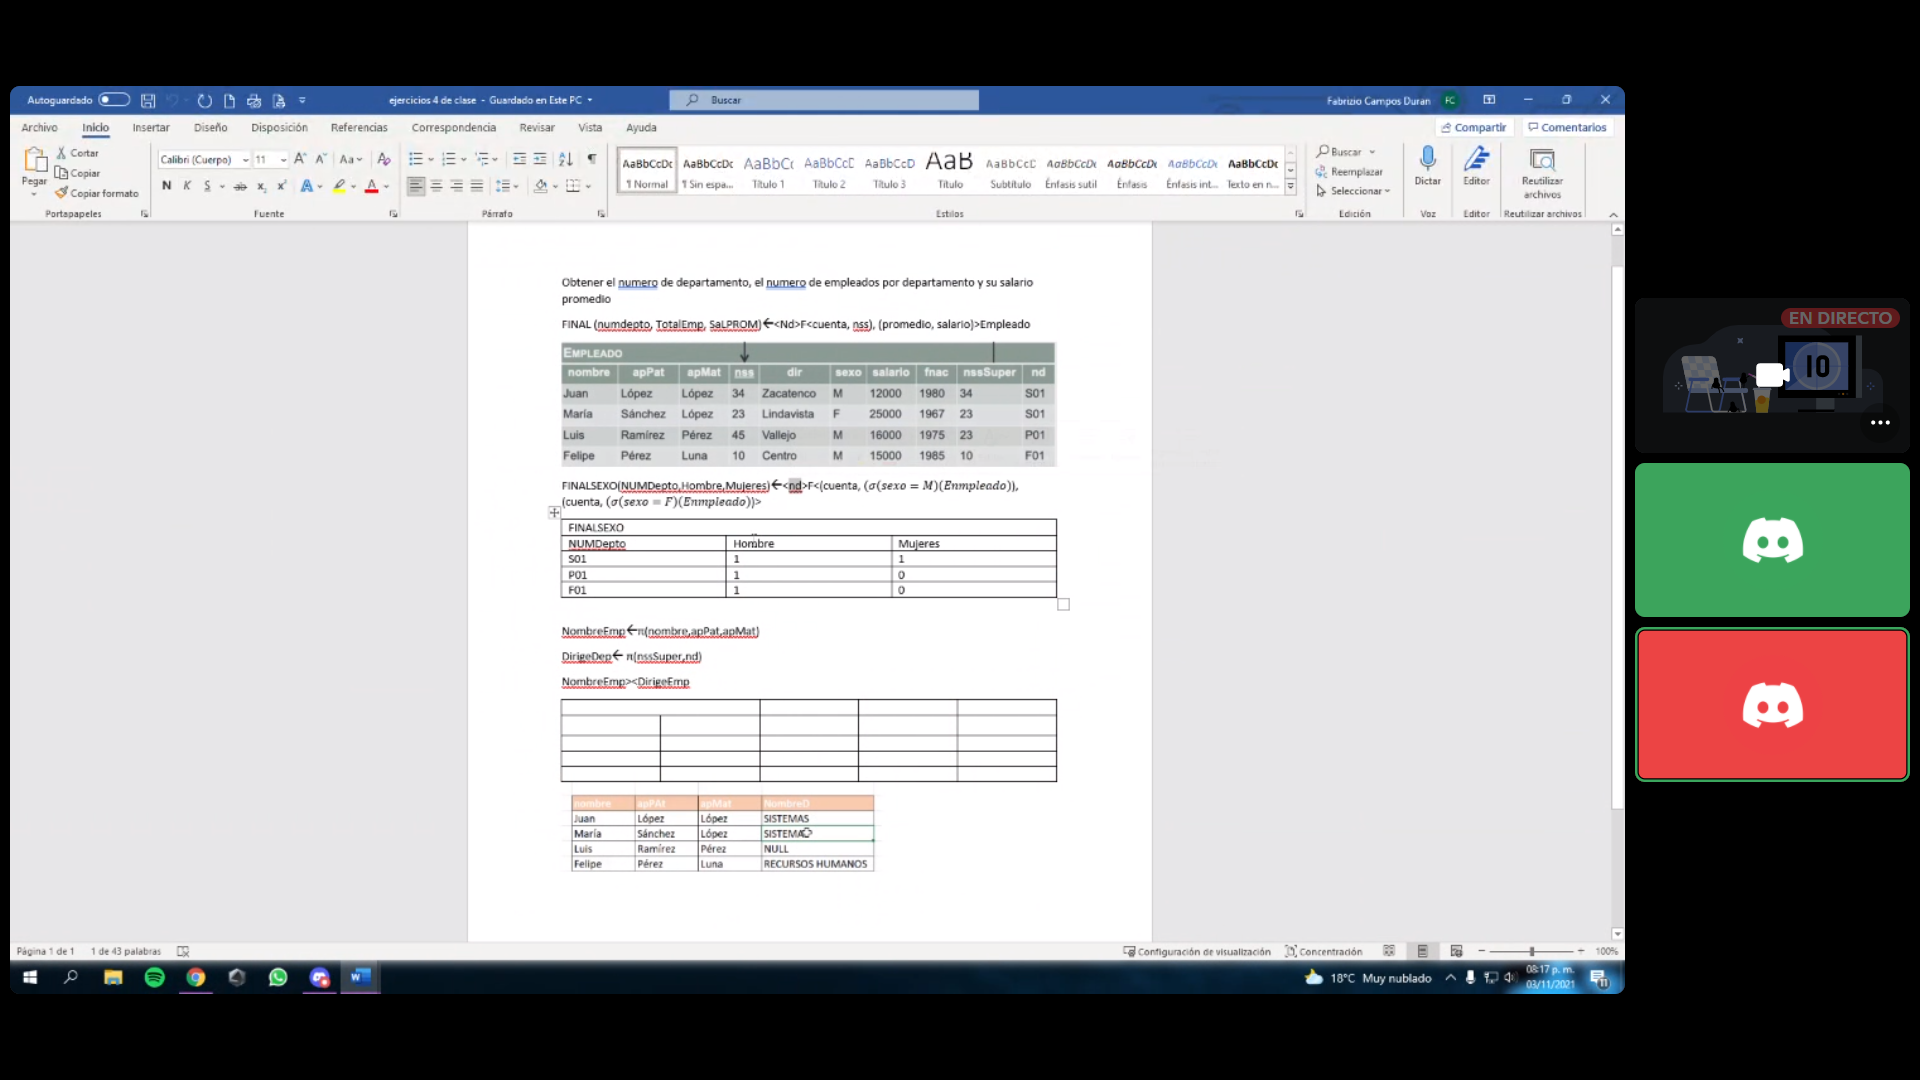 Autoguardado
ejercicios 4 de clase - Guardado en Este PC
Buscar
Fabrizio Campos Duran
FC
Archivo Inicio Insertar Diseño Disposición Referencias Correspondencia Revisar Vista Ayuda
Compartir Comentarios
Pegar
Cortar
Copiar
Copiar formato
Portapapeles
Calibri (Cuerpo) 11
N K S
Fuente
Párrafo
AaBbCcDc ¶ Normal
AaBbCcDc ¶ Sin espa...
AaBbCc Título 1
AaBbCcD Título 2
AaBbCcD Título 3
AaB Título
AaBbCcD Subtítulo
AaBbCcDc Énfasis sutil
AaBbCcDc Énfasis
AaBbCcDc Énfasis int...
AaBbCcDc Texto en n...
Estilos
Buscar
Reemplazar
Seleccionar
Edición
Dictar
Voz
Editor
Editor
Reutilizar archivos
Reutilizar archivos
Obtener el numero de departamento, el numero de empleados por departamento y su salario
promedio
FINAL (numdepto, TotalEmp, SaLPROM)←<Nd>F<cuenta, nss), (promedio, salario)>Empleado
EMPLEADO
nombre apPat apMat nss dir sexo salario fnac nssSuper nd
Juan López López 34 Zacatenco M 12000 1980 34 S01
María Sánchez López 23 Lindavista F 25000 1967 23 S01
Luis Ramírez Pérez 45 Vallejo M 16000 1975 23 P01
Felipe Pérez Luna 10 Centro M 15000 1985 10 F01
FINALSEXO(NUMDepto,Hombre,Mujeres)←<nd>F<(cuenta, (σ(sexo = M)(Enmpleado)),
(cuenta, (σ(sexo = F)(Enmpleado))>
FINALSEXO
NUMDepto Hombre Mujeres
S01 1 1
P01 1 0
F01 1 0
NombreEmp←π(nombre,apPat,apMat)
DirigeDep← π(nssSuper,nd)
NombreEmp><DirigeEmp
nombre apPAt apMat NombreD
Juan López López SISTEMAS
María Sánchez López SISTEMAS
Luis Ramírez Pérez NULL
Felipe Pérez Luna RECURSOS HUMANOS
Página 1 de 1 1 de 43 palabras
Configuración de visualización Concentración 100%
18°C Muy nublado
08:17 p. m.
03/11/2021
11
EN DIRECTO
10